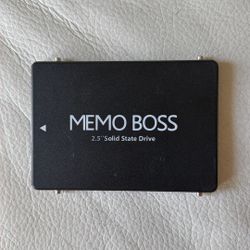 MEMO BOSS
2.5" Solid State Drive